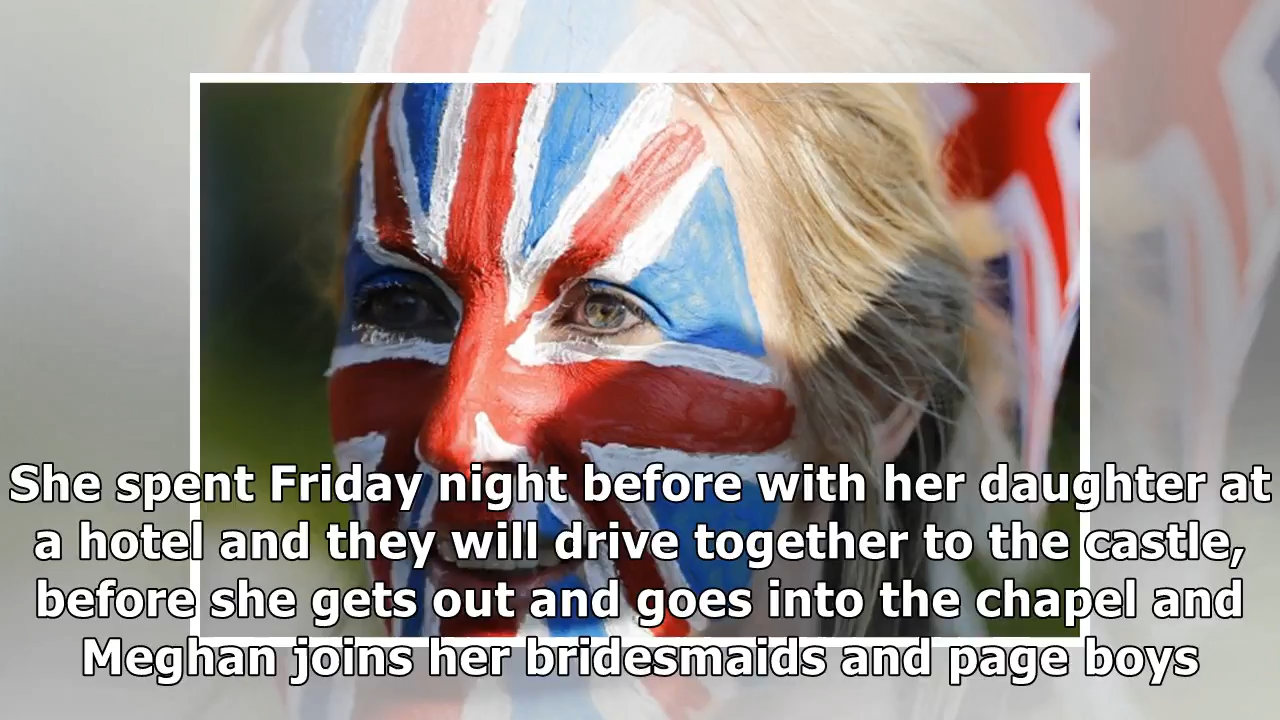 She spent Friday night before with her daughter at
a hotel and they will drive together to the castle,
before she gets out and goes into the chapel and
Meghan joins her bridesmaids and page boys